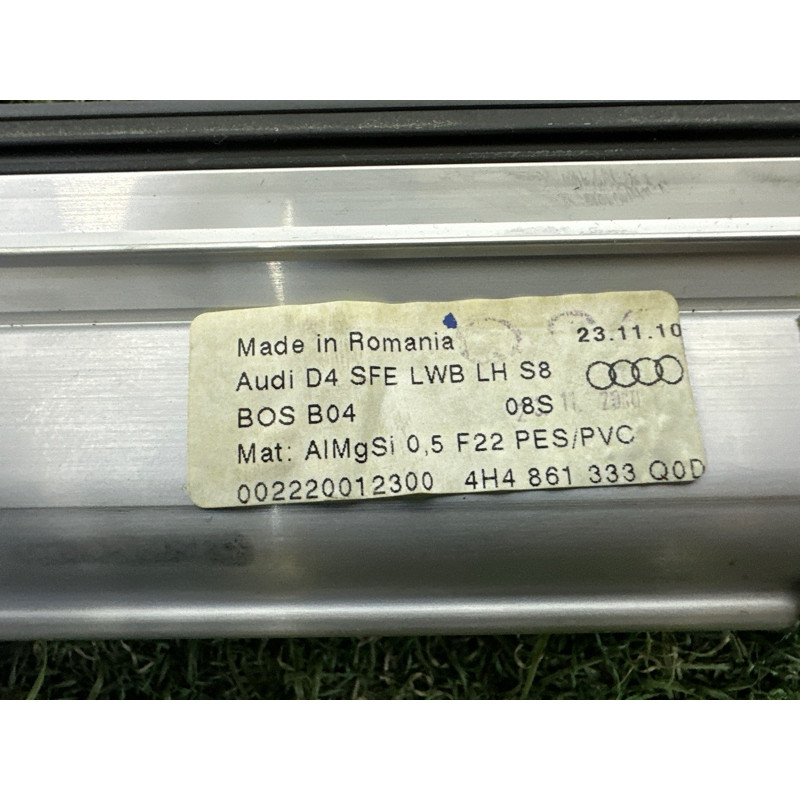 Made in Romania 23.11.10
Audi D4 SFE LWB LH S8
BOS B04 08S
Mat: AlMgSi 0,5 F22 PES/PVC
002220012300 4H4 861 333 Q0D